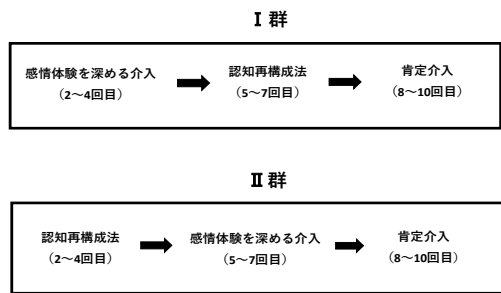 Ⅰ群
感情体験を深める介入
（2～4回目）
認知再構成法
（5～7回目）
肯定介入
（8～10回目）
Ⅱ群
認知再構成法
（2～4回目）
感情体験を深める介入
（5～7回目）
肯定介入
（8～10回目）